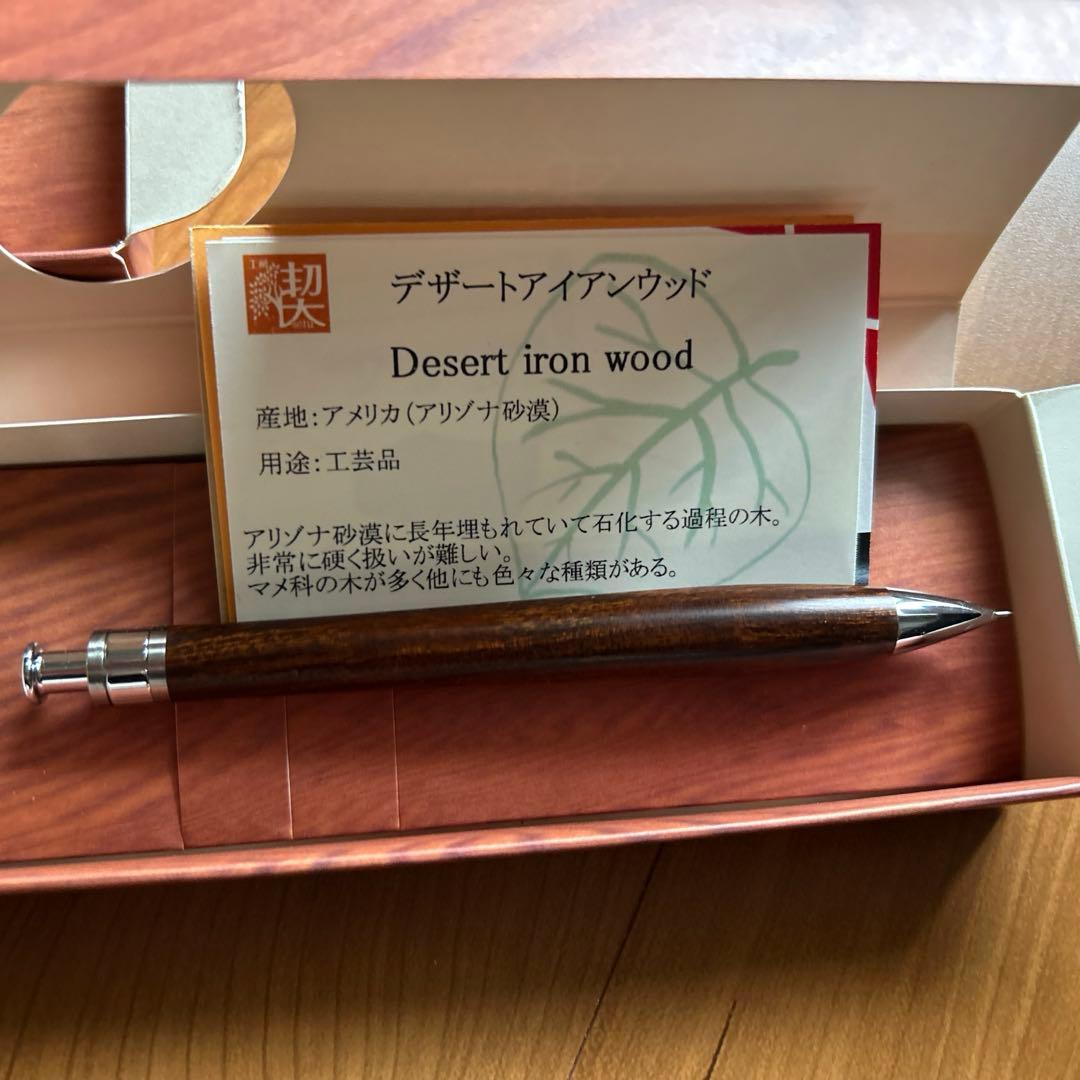 工房
楔
デザートアイアンウッド
Desert iron wood
産地：アメリカ（アリゾナ砂漠）
用途：工芸品
アリゾナ砂漠に長年埋もれていて石化する過程の木。
非常に硬く扱いが難しい。
マメ科の木が多く他にも色々な種類がある。